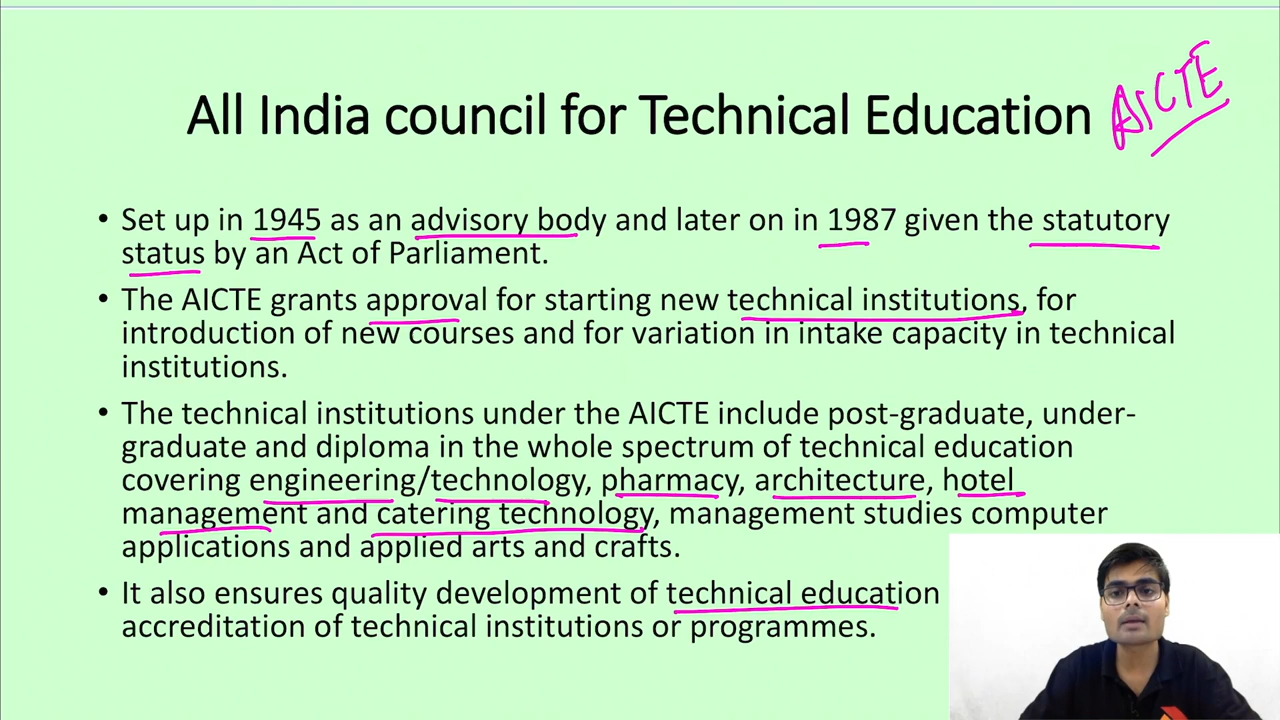 All India council for Technical Education AICTE
• Set up in 1945 as an advisory body and later on in 1987 given the statutory
status by an Act of Parliament.
• The AICTE grants approval for starting new technical institutions, for
introduction of new courses and for variation in intake capacity in technical
institutions.
• The technical institutions under the AICTE include post-graduate, under-
graduate and diploma in the whole spectrum of technical education
covering engineering/technology, pharmacy, architecture, hotel
management and catering technology, management studies computer
applications and applied arts and crafts.
• It also ensures quality development of technical education
accreditation of technical institutions or programmes.